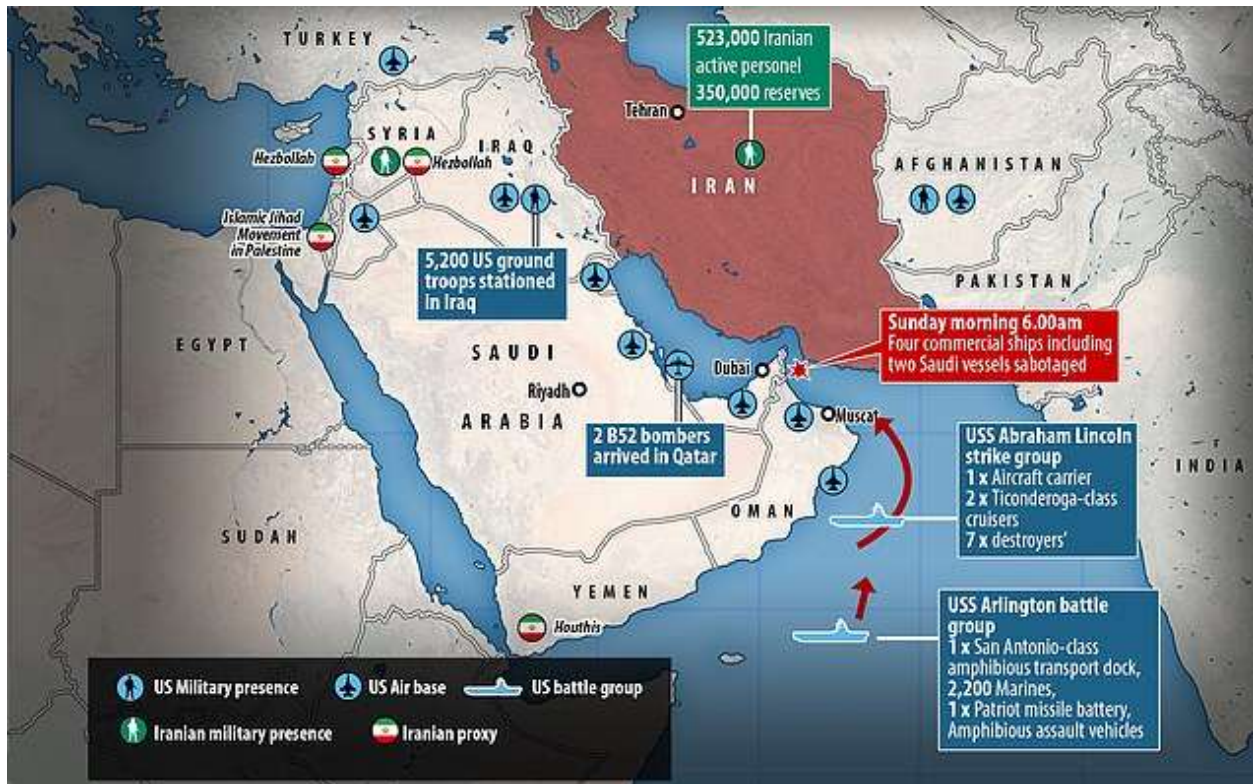 TURKEY
523,000 Iranian
active personel
350,000 reserves
Tehran
SYRIA
Hezbollah
Hezbollah
IRAQ
IRAN
AFGHANISTAN
Islamic Jihad
Movement
in Palestine
5,200 US ground
troops stationed
in Iraq
PAKISTAN
Sunday morning 6.00am
Four commercial ships including
two Saudi vessels sabotaged
EGYPT
SAUDI
ARABIA
Dubai
Riyadh
Muscat
2 B52 bombers
arrived in Qatar
USS Abraham Lincoln
strike group
1 x Aircraft carrier
2 x Ticonderoga-class
cruisers
7 x destroyers'
INDIA
OMAN
SUDAN
YEMEN
Houthis
USS Arlington battle
group
1 x San Antonio-class
amphibious transport dock,
2,200 Marines,
1 x Patriot missile battery,
Amphibious assault vehicles
US Military presence
US Air base
US battle group
Iranian military presence
Iranian proxy